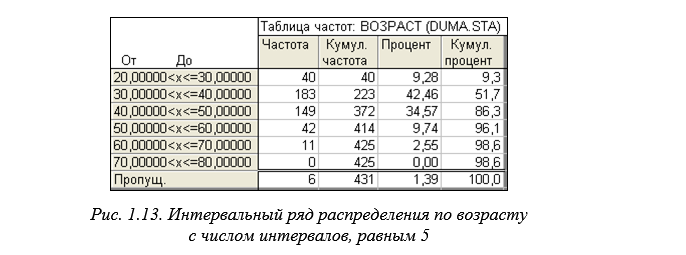 Таблица частот: ВОЗРАСТ (DUMA.STA)
От До Частота Кумул. частота Процент Кумул. процент
20,00000<x<=30,00000 40 40 9,28 9,3
30,00000<x<=40,00000 183 223 42,46 51,7
40,00000<x<=50,00000 149 372 34,57 86,3
50,00000<x<=60,00000 42 414 9,74 96,1
60,00000<x<=70,00000 11 425 2,55 98,6
70,00000<x<=80,00000 0 425 0,00 98,6
Пропущ. 6 431 1,39 100,0
Рис. 1.13. Интервальный ряд распределения по возрасту
с числом интервалов, равным 5